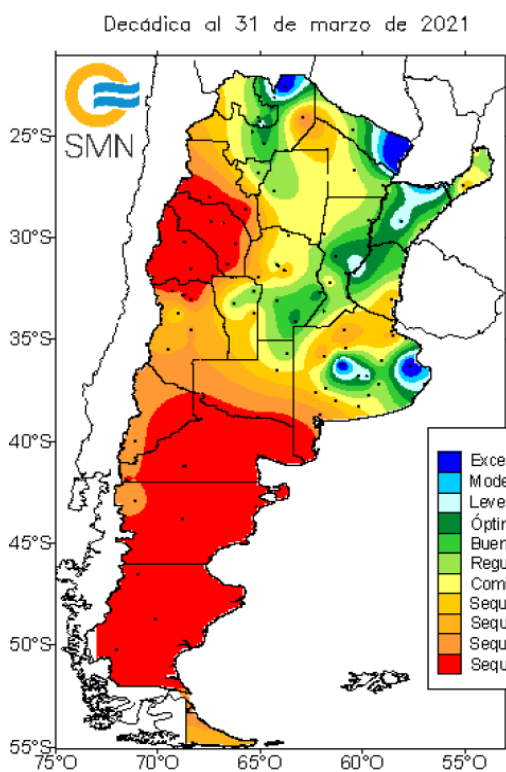 Decádica al 31 de marzo de 2021
SMN
25°S
30°S
35°S
40°S
45°S
50°S
55°S
75°O
70°O
65°O
60°O
55°O
Exce
Mode
Leve
Óptin
Buen
Regu
Comi
Sequ
Sequ
Sequ
Sequ